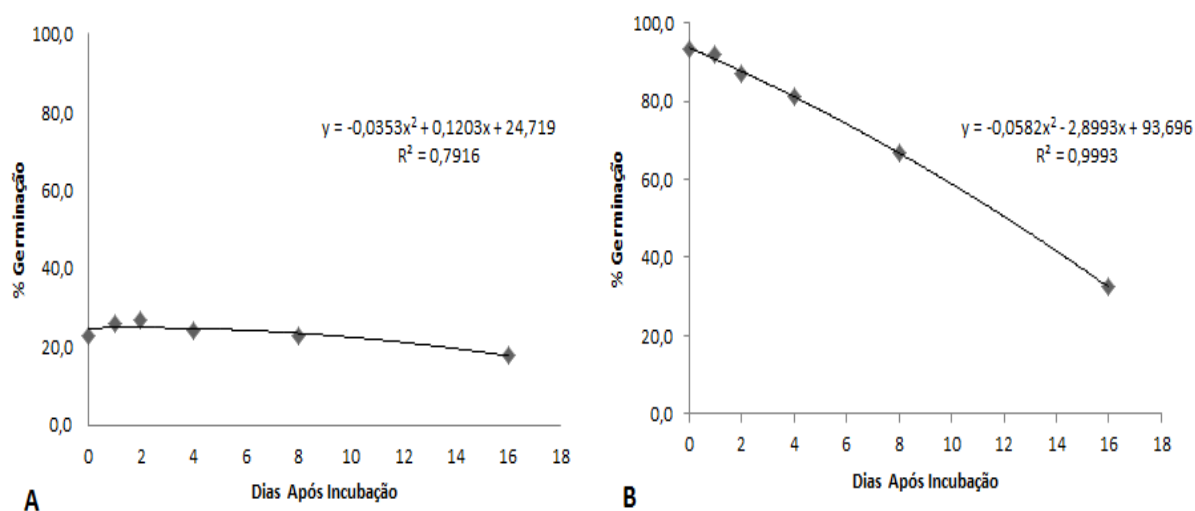 100,0
80,0
60,0
40,0
20,0
0,0
% Germinação
y = -0,0353x² + 0,1203x + 24,719
R² = 0,7916
0 2 4 6 8 10 12 14 16 18
Dias Após Incubação
A
100,0
80,0
60,0
40,0
20,0
0,0
% Germinação
y = -0,0582x² - 2,8993x + 93,696
R² = 0,9993
0 2 4 6 8 10 12 14 16 18
Dias Após Incubação
B